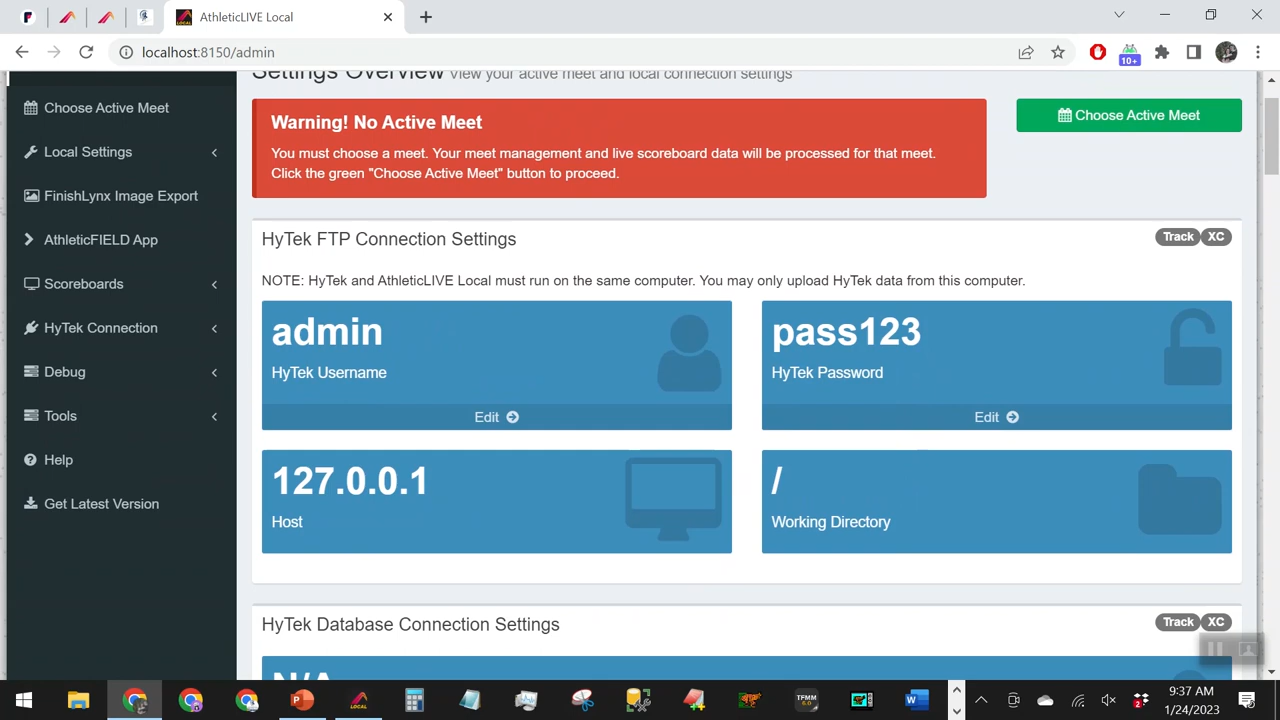 AthleticLIVE Local
localhost:8150/admin
10+
Settings Overview View your active meet and local connection settings
Choose Active Meet
Local Settings
FinishLynx Image Export
AthleticFIELD App
Scoreboards
HyTek Connection
Debug
Tools
Help
Get Latest Version
Warning! No Active Meet
You must choose a meet. Your meet management and live scoreboard data will be processed for that meet.
Click the green "Choose Active Meet" button to proceed.
Choose Active Meet
HyTek FTP Connection Settings
Track XC
NOTE: HyTek and AthleticLIVE Local must run on the same computer. You may only upload HyTek data from this computer.
admin
HyTek Username
Edit
pass123
HyTek Password
Edit
127.0.0.1
Host
/
Working Directory
HyTek Database Connection Settings
Track XC
N/A
LOCAL
TFMM
6.0
2
9:37 AM
1/24/2023